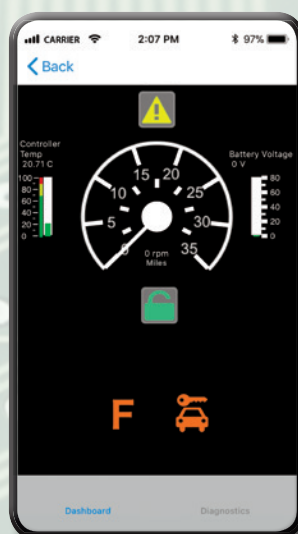 CARRIER 2:07 PM 97%
Back
Controller
Temp
20.71 C
Battery Voltage
0 V
100
80
60
40
20
0
0
5
10
15
20
25
30
35
0 rpm
Miles
80
60
40
20
0
F
Dashboard Diagnostics